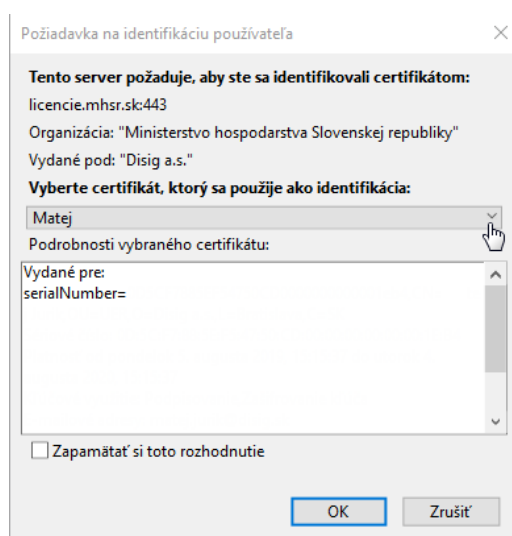 Požiadavka na identifikáciu používateľa
Tento server požaduje, aby ste sa identifikovali certifikátom:
licencie.mhsr.sk:443
Organizácia: "Ministerstvo hospodarstva Slovenskej republiky"
Vydané pod: "Disig a.s."
Vyberte certifikát, ktorý sa použije ako identifikácia:
Matej
Podrobnosti vybraného certifikátu:
Vydané pre:
serialNumber=
Zapamätať si toto rozhodnutie
OK
Zrušiť